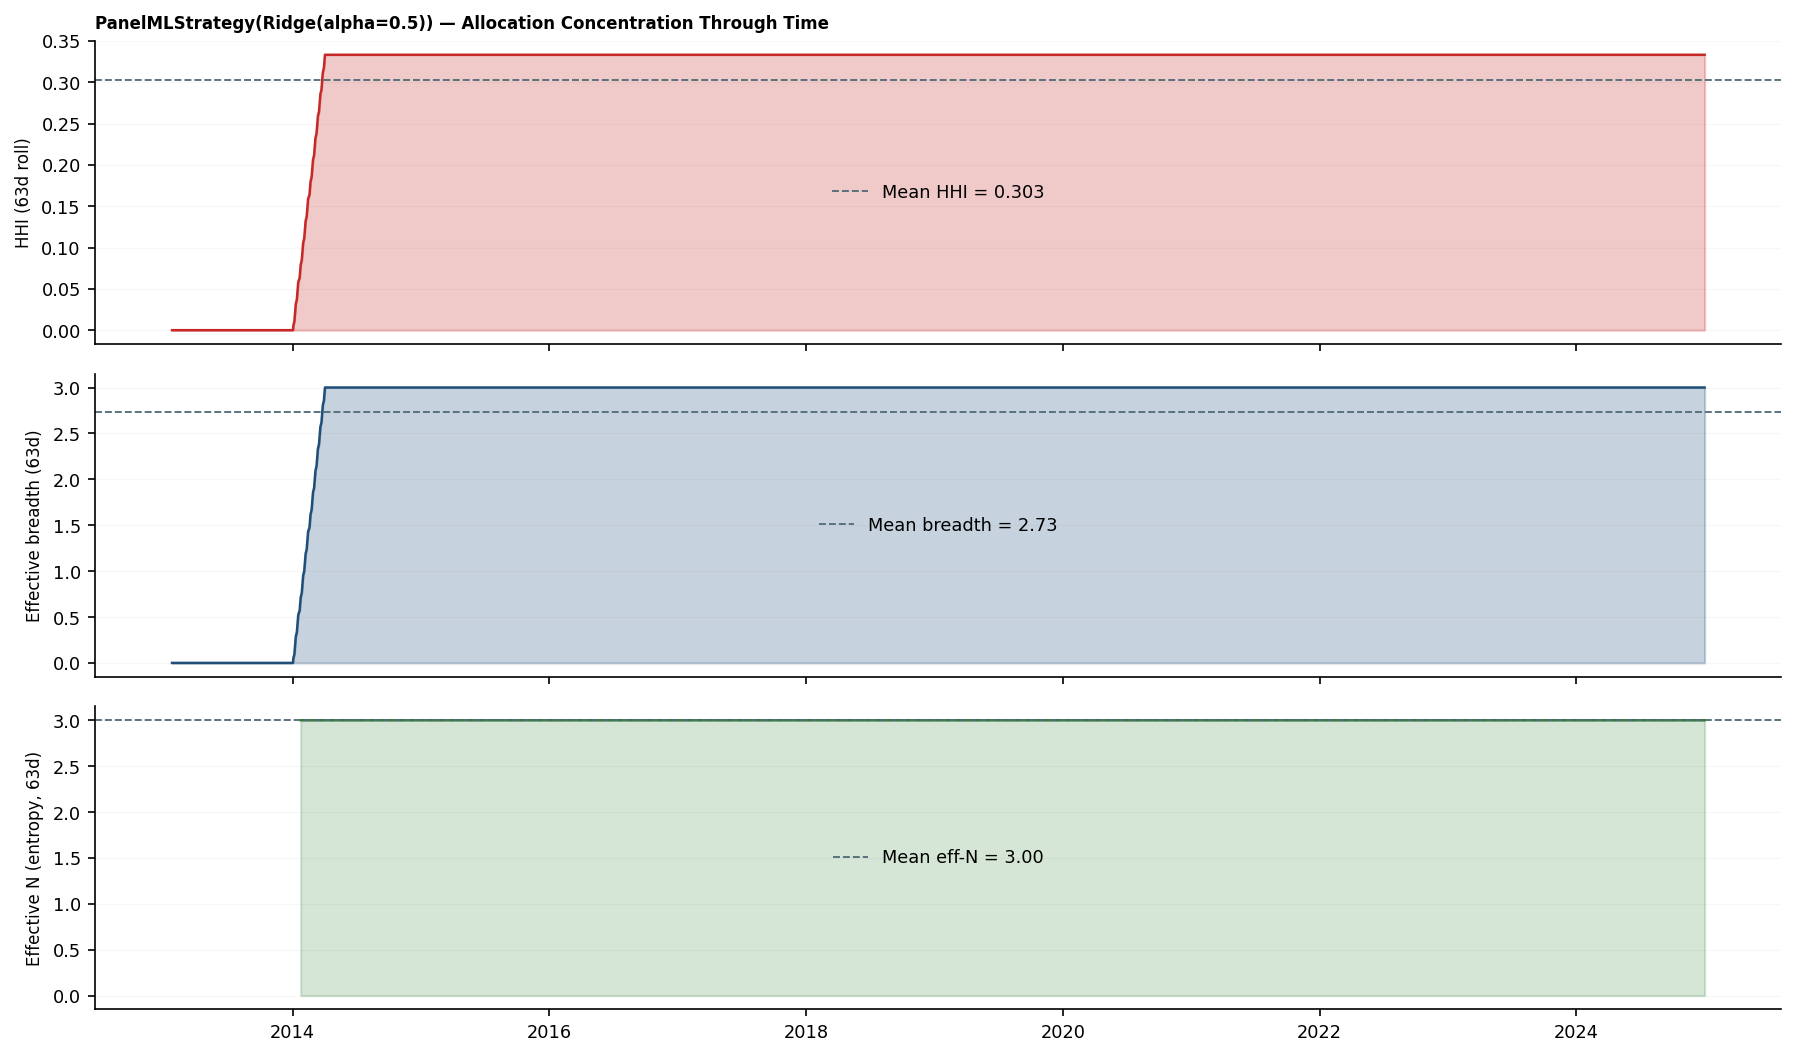 PanelMLStrategy(Ridge(alpha=0.5)) — Allocation Concentration Through Time
HHI (63d roll)
0.35
0.30
0.25
0.20
0.15
0.10
0.05
0.00
Mean HHI = 0.303
Effective breadth (63d)
3.0
2.5
2.0
1.5
1.0
0.5
0.0
Mean breadth = 2.73
Effective N (entropy, 63d)
3.0
2.5
2.0
1.5
1.0
0.5
0.0
Mean eff-N = 3.00
2014 2016 2018 2020 2022 2024